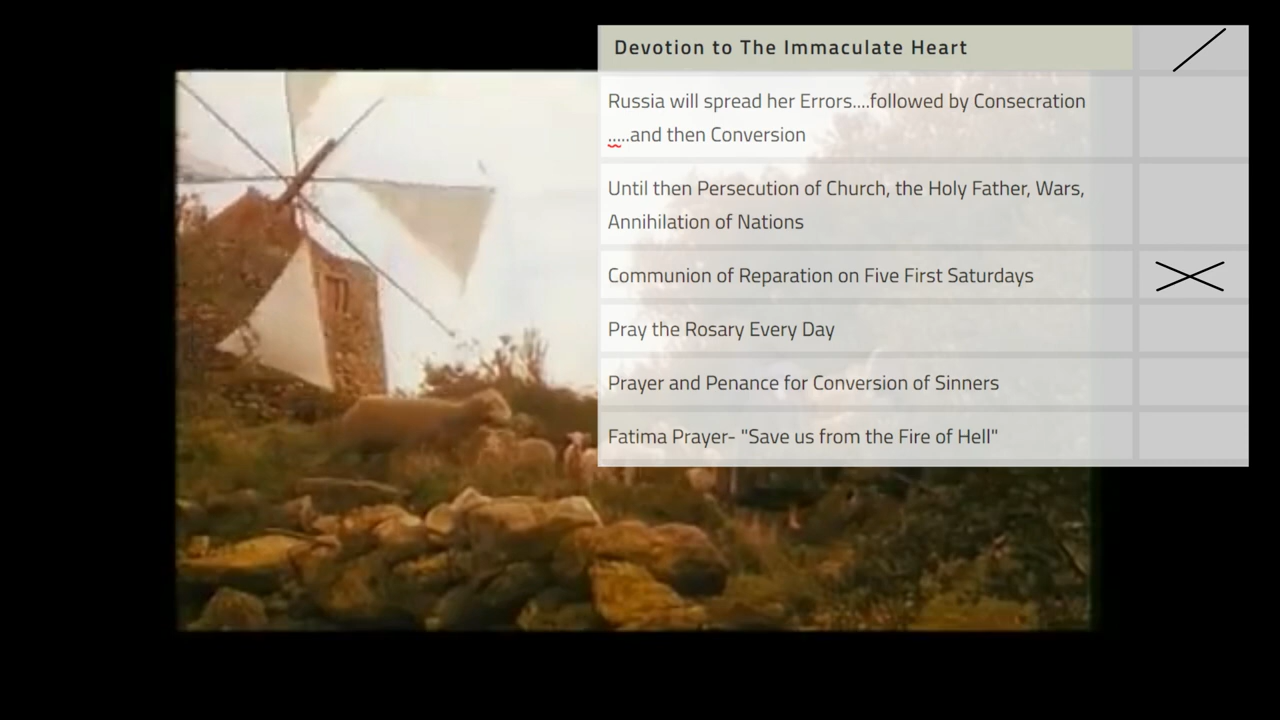 Devotion to The Immaculate Heart
Russia will spread her Errors....followed by Consecration
.....and then Conversion
Until then Persecution of Church, the Holy Father, Wars,
Annihilation of Nations
Communion of Reparation on Five First Saturdays
Pray the Rosary Every Day
Prayer and Penance for Conversion of Sinners
Fatima Prayer- "Save us from the Fire of Hell"